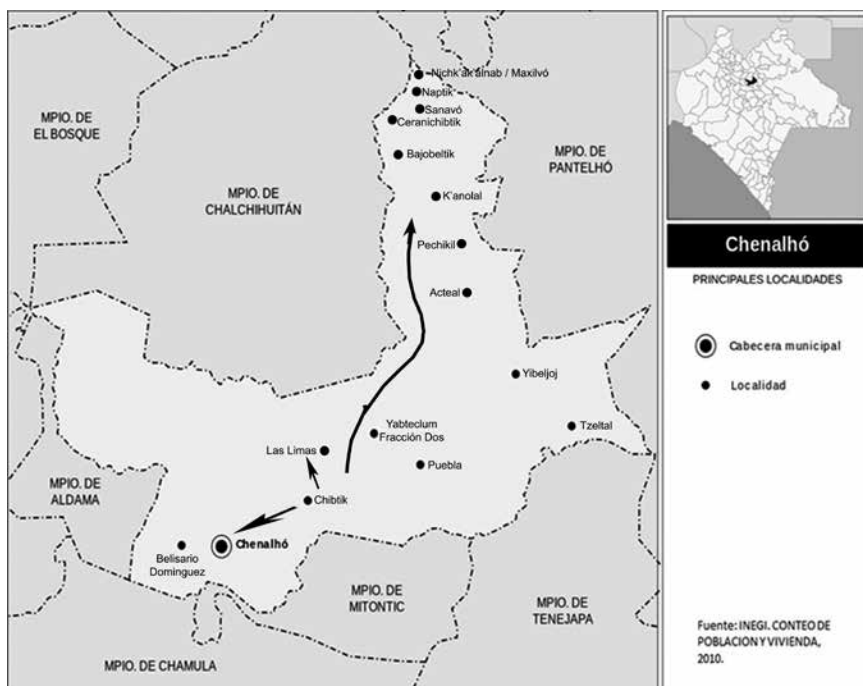 Nichk'ak'alnab / Maxilvó
Naptik
Sanavó
Ceranichibtik
MPIO. DE
EL BOSQUE
Bajobeltik
MPIO. DE
PANTELHÓ
MPIO. DE
CHALCHIHUITÁN
K'anolal
Pechikil
Acteal
Yibeljoj
Yabteclum
Fracción Dos
Tzeltal
Las Limas
Puebla
MPIO. DE
ALDAMA
Chibtik
Chenalhó
Belisario
Dominguez
MPIO. DE
MITONTIC
MPIO. DE
TENEJAPA
MPIO. DE CHAMULA
Chenalhó
PRINCIPALES LOCALIDADES
Cabecera municipal
Localidad
Fuente: INEGI. CONTEO DE
POBLACION Y VIVIENDA,
2010.